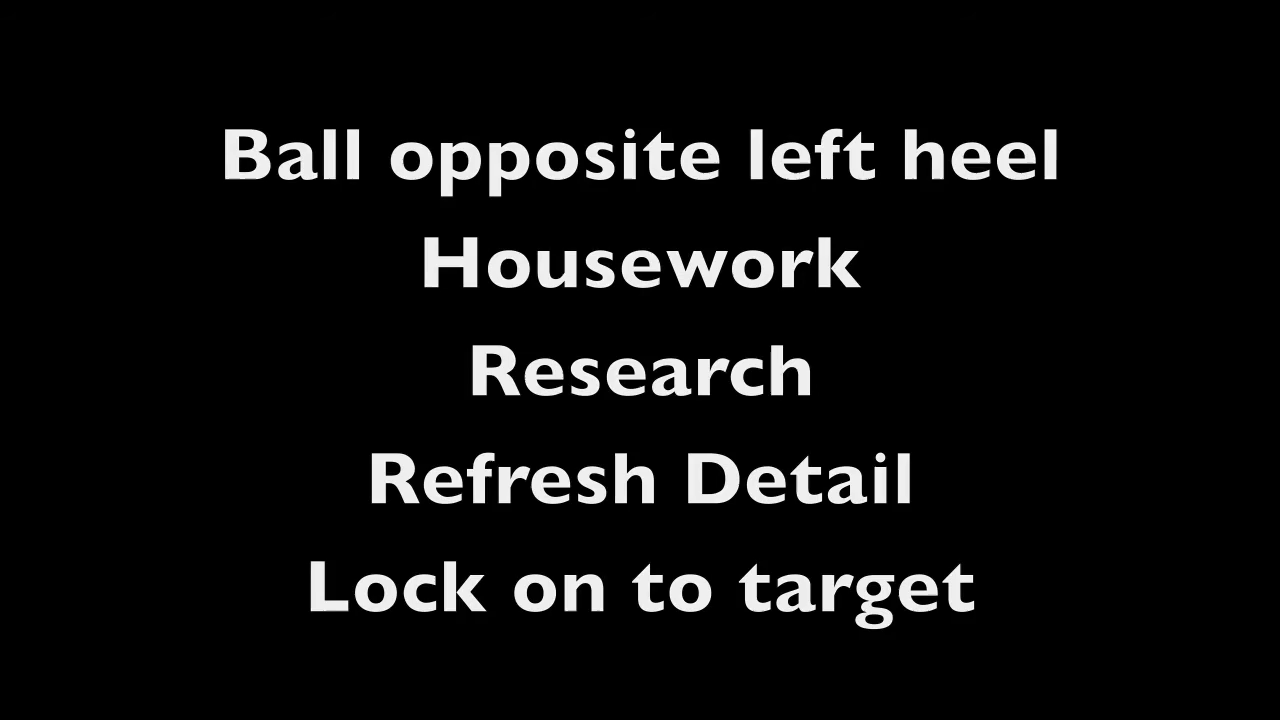 Ball opposite left heel
Housework
Research
Refresh Detail
Lock on to target